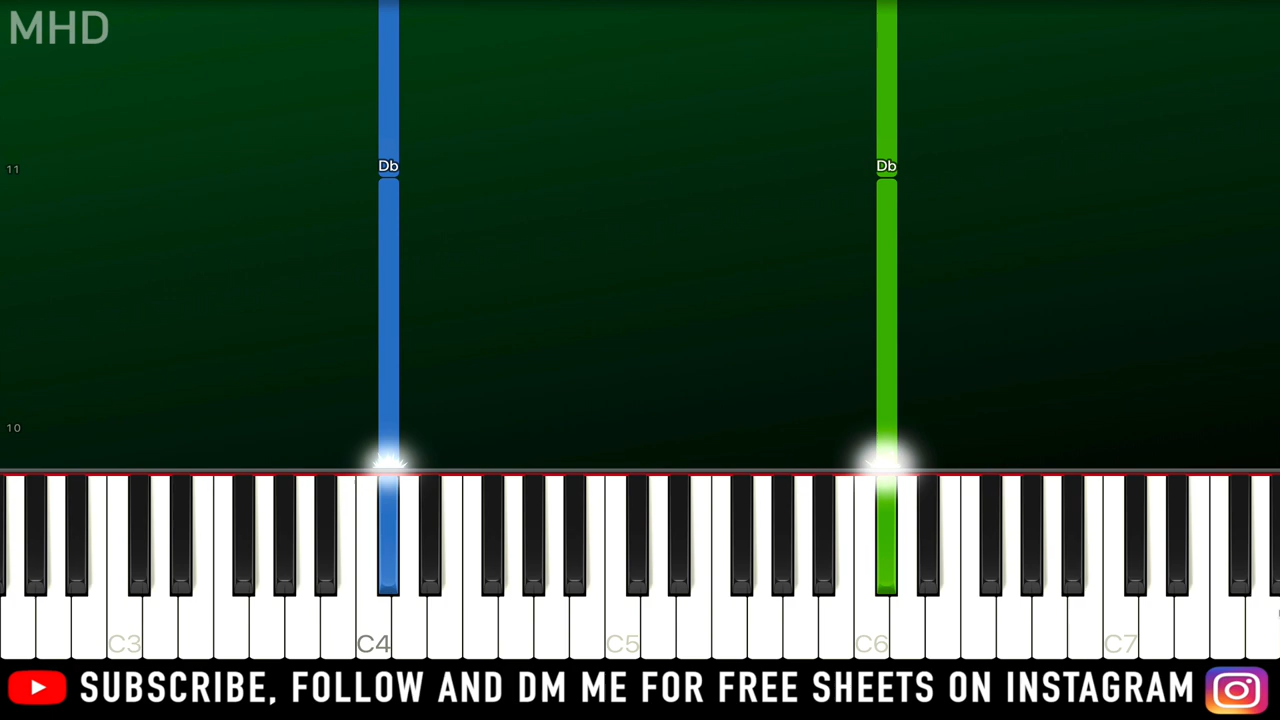 MHD
11
Db Db
10
C3 C4 C5 C6 C7
SUBSCRIBE, FOLLOW AND DM ME FOR FREE SHEETS ON INSTAGRAM